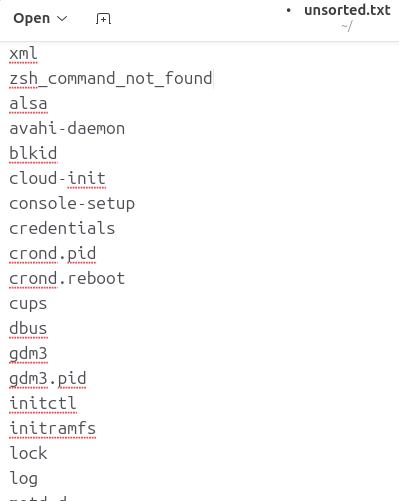 Open
• unsorted.txt
~/
xml
zsh_command_not_found
alsa
avahi-daemon
blkid
cloud-init
console-setup
credentials
crond.pid
crond.reboot
cups
dbus
gdm3
gdm3.pid
initctl
initramfs
lock
log